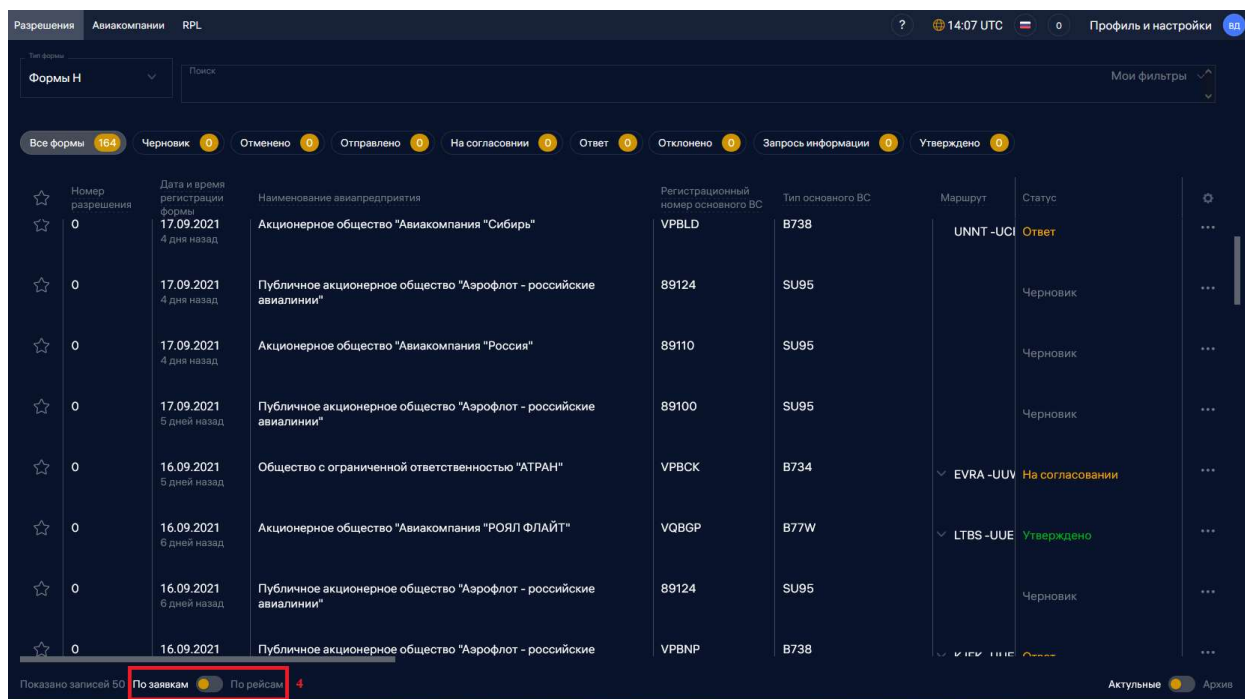 Разрешения Авиакомпании RPL ? 14:07 UTC 0 Профиль и настройки ВД
Тип формы
Формы Н Поиск Мои фильтры
Все формы 164 Черновик 0 Отменено 0 Отправлено 0 На согласовнии 0 Ответ 0 Отклонено 0 Запрось информации 0 Утверждено 0
Номер разрешения Дата и время регистрации формы Наименование авиапредприятия Регистрационный номер основного ВС Тип основного ВС Маршрут Статус
0 17.09.2021 Акционерное общество "Авиакомпания "Сибирь" VPBLD B738 UNNT -UCI Ответ
4 дня назад
0 17.09.2021 Публичное акционерное общество "Аэрофлот - российские 89124 SU95 Черновик
4 дня назад авиалинии"
0 17.09.2021 Акционерное общество "Авиакомпания "Россия" 89110 SU95 Черновик
4 дня назад
0 17.09.2021 Публичное акционерное общество "Аэрофлот - российские 89100 SU95 Черновик
5 дней назад авиалинии"
0 16.09.2021 Общество с ограниченной ответственностью "АТРАН" VPBCK B734 EVRA -UUV На согласовании
5 дней назад
0 16.09.2021 Акционерное общество "Авиакомпания "РОЯЛ ФЛАЙТ" VQBGP B77W LTBS -UUE Утверждено
6 дней назад
0 16.09.2021 Публичное акционерное общество "Аэрофлот - российские 89124 SU95 Черновик
6 дней назад авиалинии"
0 16.09.2021 Публичное акционерное общество "Аэрофлот - российские VPBNP B738 KJFK -UUE Ответ
Показано записей 50 По заявкам По рейсам 4 Актульные Архив